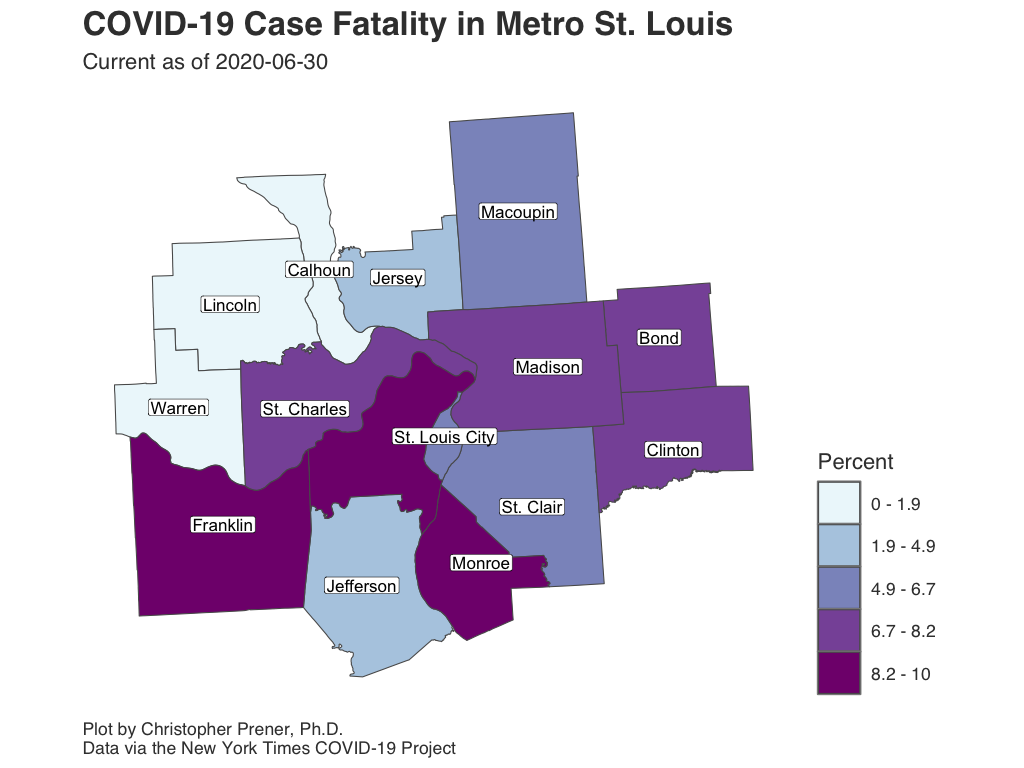 COVID-19 Case Fatality in Metro St. Louis
Current as of 2020-06-30
Macoupin
Calhoun
Jersey
Lincoln
Bond
Madison
Warren
St. Charles
St. Louis City
Clinton
St. Clair
Franklin
Monroe
Jefferson
Percent
0 - 1.9
1.9 - 4.9
4.9 - 6.7
6.7 - 8.2
8.2 - 10
Plot by Christopher Prener, Ph.D.
Data via the New York Times COVID-19 Project